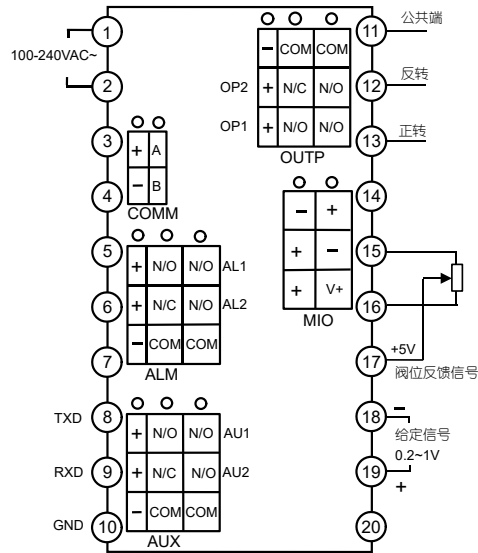 1
100-240VAC~
2
3
+ A
4
− B
COMM
5
+ N/O N/O AL1
6
+ N/C N/O AL2
7
− COM COM
ALM
TXD 8
+ N/O N/O AU1
RXD 9
+ N/C N/O AU2
GND 10
− COM COM
AUX
− COM COM
11 公共端
OP2 + N/C N/O
12 反转
OP1 + N/O N/O
13 正转
OUTP
14
− +
15
+ −
16
+ V+
MIO
+5V
17
阀位反馈信号
18 −
给定信号
0.2~1V
19
+
20